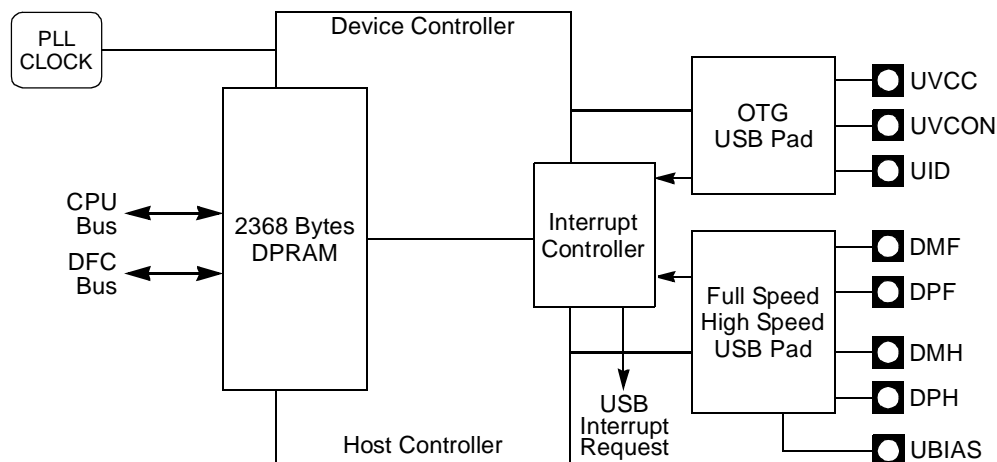 Device Controller
PLL
CLOCK
OTG
USB Pad
UVCC
UVCON
UID
CPU
Bus
DFC
Bus
2368 Bytes
DPRAM
Interrupt
Controller
Full Speed
High Speed
USB Pad
DMF
DPF
DMH
DPH
UBIAS
USB
Interrupt
Request
Host Controller